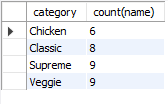 category count(name)
Chicken 6
Classic 8
Supreme 9
Veggie 9